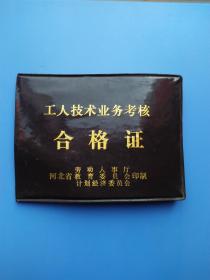 工人技术业务考核
合格证
劳动人事厅
河北省教育委员会印制
计划经济委员会